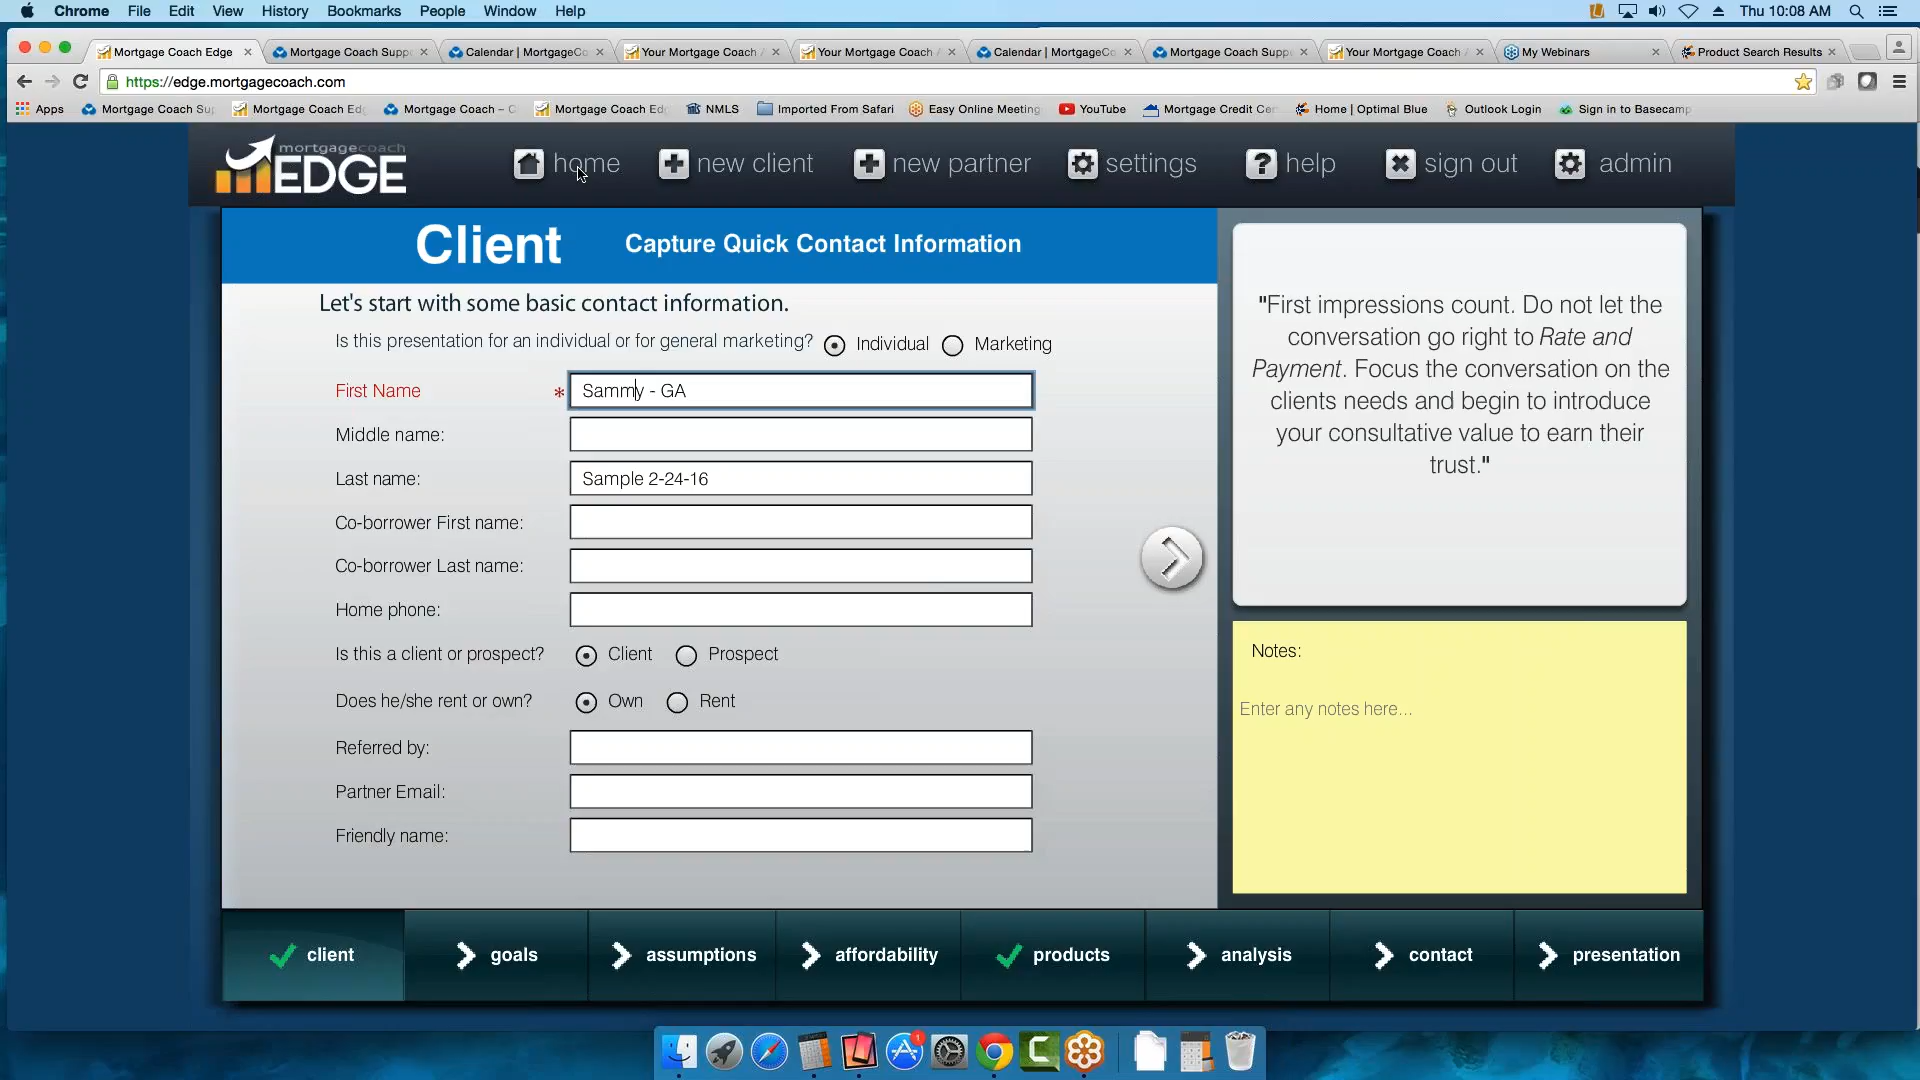 Chrome File Edit View History Bookmarks People Window Help Thu 10:08 AM
Mortgage Coach Edge Mortgage Coach Supp Calendar | MortgageCo Your Mortgage Coach Your Mortgage Coach Calendar | MortgageCo Mortgage Coach Supp Your Mortgage Coach My Webinars Product Search Results
https://edge.mortgagecoach.com
Apps Mortgage Coach Su Mortgage Coach Ed Mortgage Coach – C Mortgage Coach Ed NMLS Imported From Safari Easy Online Meeting YouTube Mortgage Credit Ce Home | Optimal Blue Outlook Login Sign in to Basecamp
mortgagecoach
EDGE
home new client new partner settings help sign out admin
Client Capture Quick Contact Information
Let's start with some basic contact information.
Is this presentation for an individual or for general marketing? Individual Marketing
First Name * Sammy - GA
Middle name:
Last name: Sample 2-24-16
Co-borrower First name:
Co-borrower Last name:
Home phone:
Is this a client or prospect? Client Prospect
Does he/she rent or own? Own Rent
Referred by:
Partner Email:
Friendly name:
"First impressions count. Do not let the
conversation go right to Rate and
Payment. Focus the conversation on the
clients needs and begin to introduce
your consultative value to earn their
trust."
Notes:
Enter any notes here...
client goals assumptions affordability products analysis contact presentation
1